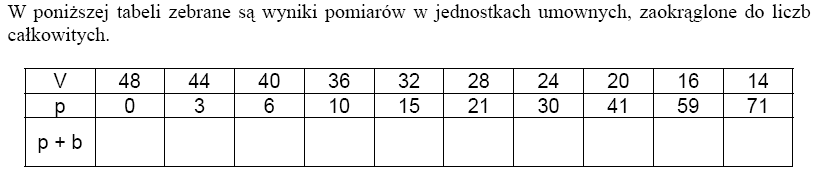 W poniższej tabeli zebrane są wyniki pomiarów w jednostkach umownych, zaokrąglone do liczb
całkowitych.
V 48 44 40 36 32 28 24 20 16 14
p 0 3 6 10 15 21 30 41 59 71
p + b